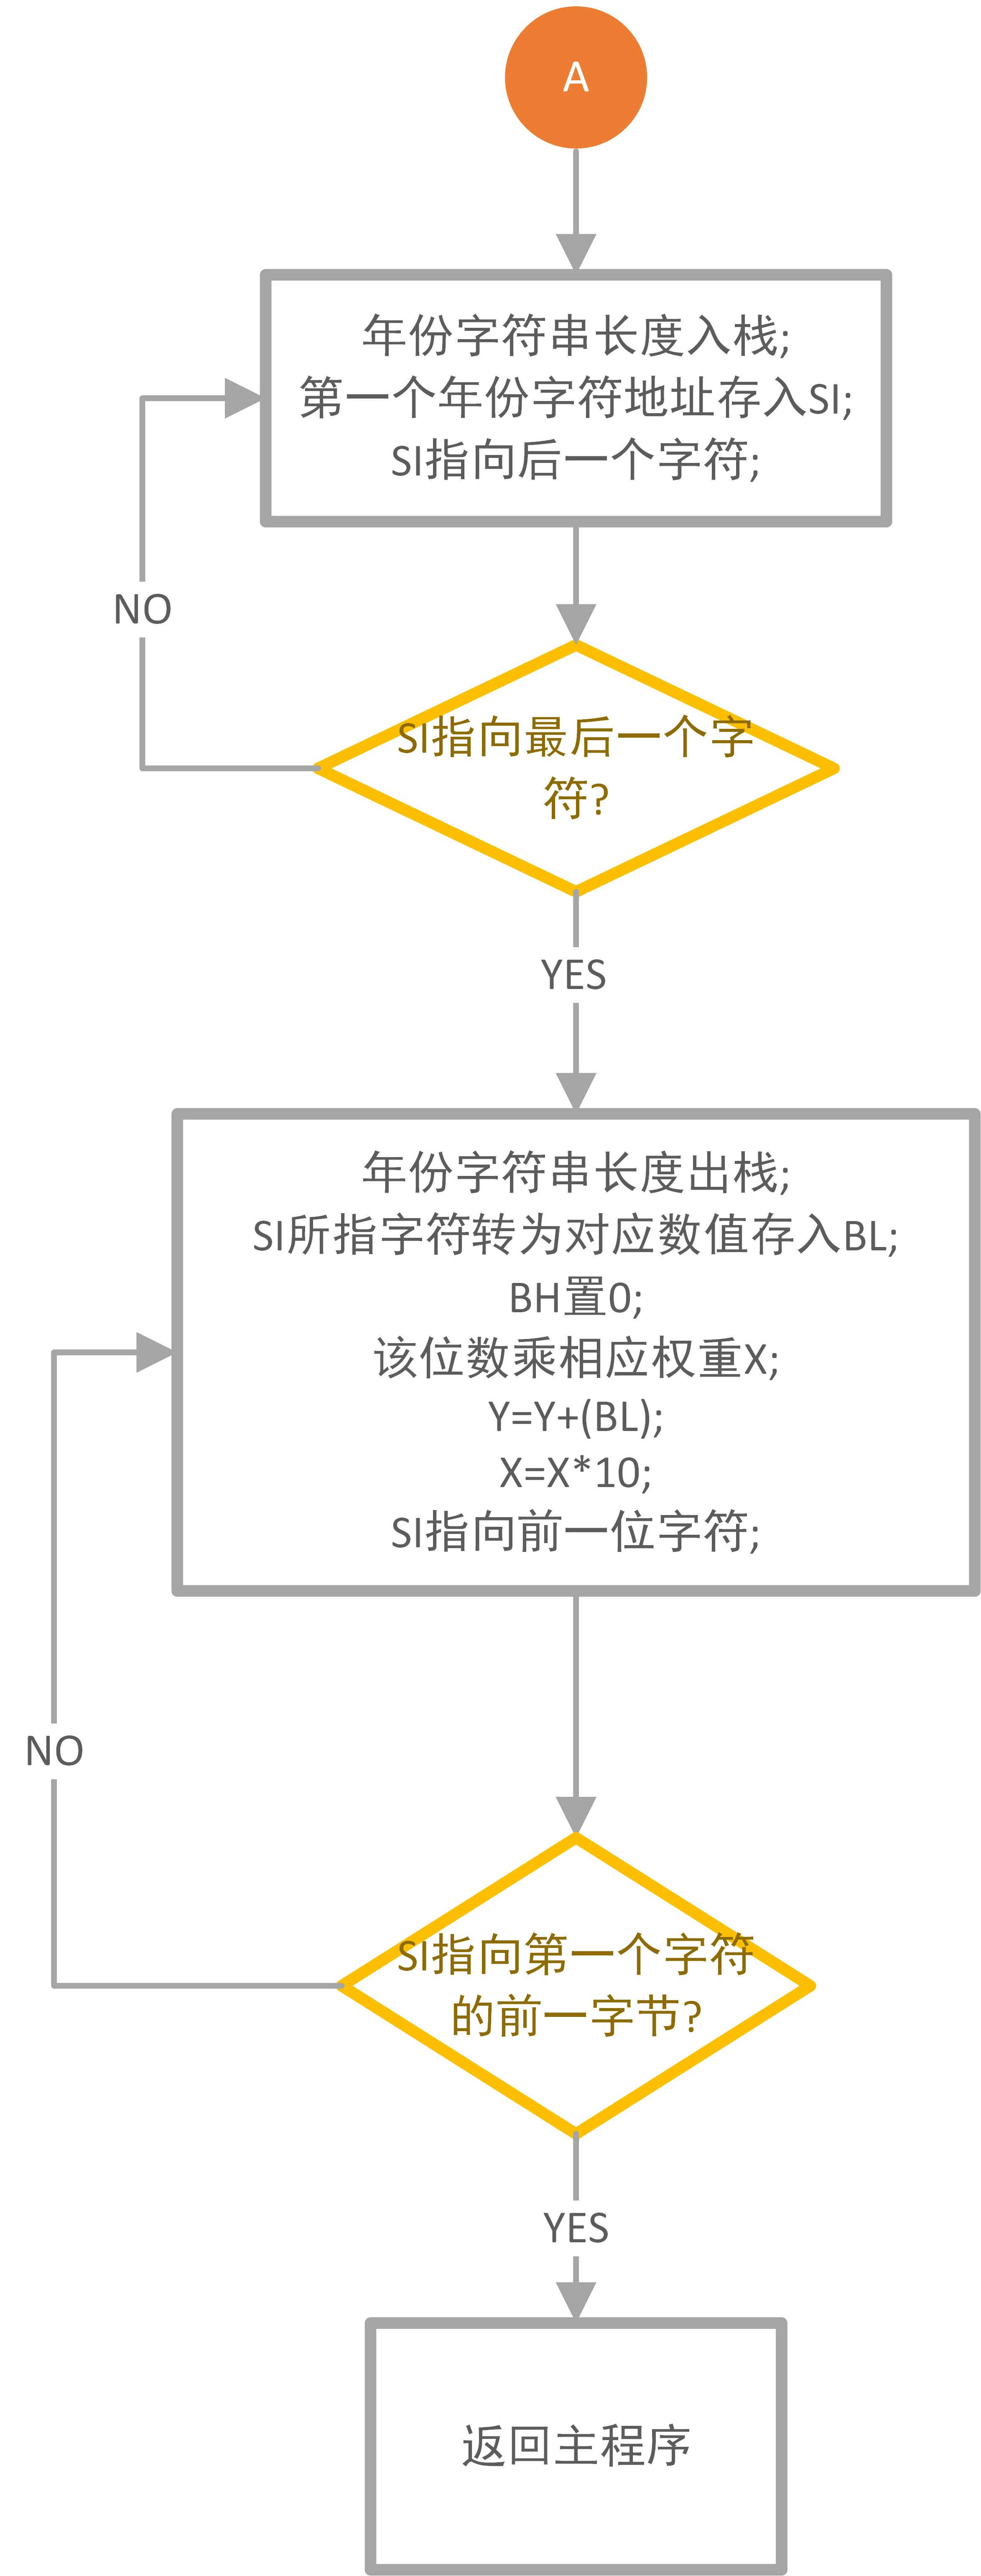 A
年份字符串长度入栈;
第一个年份字符地址存入SI;
SI指向后一个字符;
NO
SI指向最后一个字
符?
YES
年份字符串长度出栈;
SI所指字符转为对应数值存入BL;
BH置0;
该位数乘相应权重X;
Y=Y+(BL);
X=X*10;
SI指向前一位字符;
NO
SI指向第一个字符
的前一字节?
YES
返回主程序